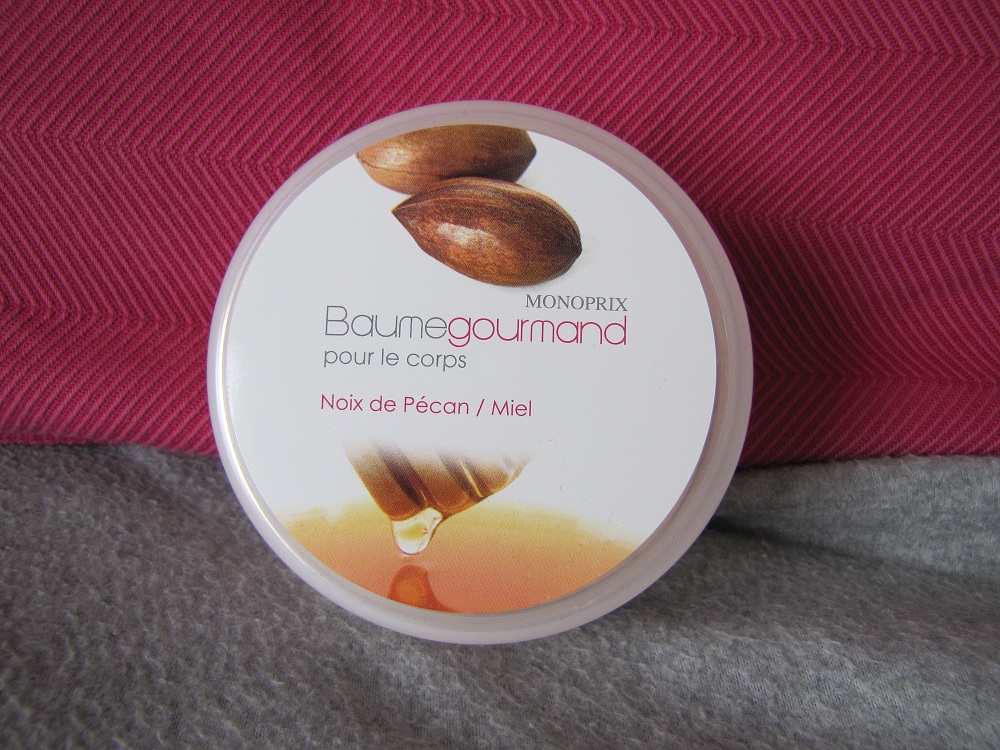 MONOPRIX
Baumegourmand
pour le corps
Noix de Pécan / Miel